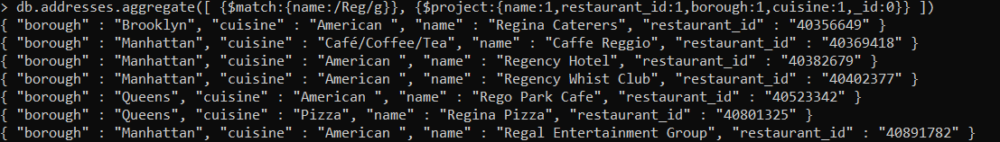 > db.addresses.aggregate([ {$match:{name:/Reg/g}}, {$project:{name:1,restaurant_id:1,borough:1,cuisine:1,_id:0}} ])
{ "borough" : "Brooklyn", "cuisine" : "American ", "name" : "Regina Caterers", "restaurant_id" : "40356649" }
{ "borough" : "Manhattan", "cuisine" : "Café/Coffee/Tea", "name" : "Caffe Reggio", "restaurant_id" : "40369418" }
{ "borough" : "Manhattan", "cuisine" : "American ", "name" : "Regency Hotel", "restaurant_id" : "40382679" }
{ "borough" : "Manhattan", "cuisine" : "American ", "name" : "Regency Whist Club", "restaurant_id" : "40402377" }
{ "borough" : "Queens", "cuisine" : "American ", "name" : "Rego Park Cafe", "restaurant_id" : "40523342" }
{ "borough" : "Queens", "cuisine" : "Pizza", "name" : "Regina Pizza", "restaurant_id" : "40801325" }
{ "borough" : "Manhattan", "cuisine" : "American ", "name" : "Regal Entertainment Group", "restaurant_id" : "40891782" }